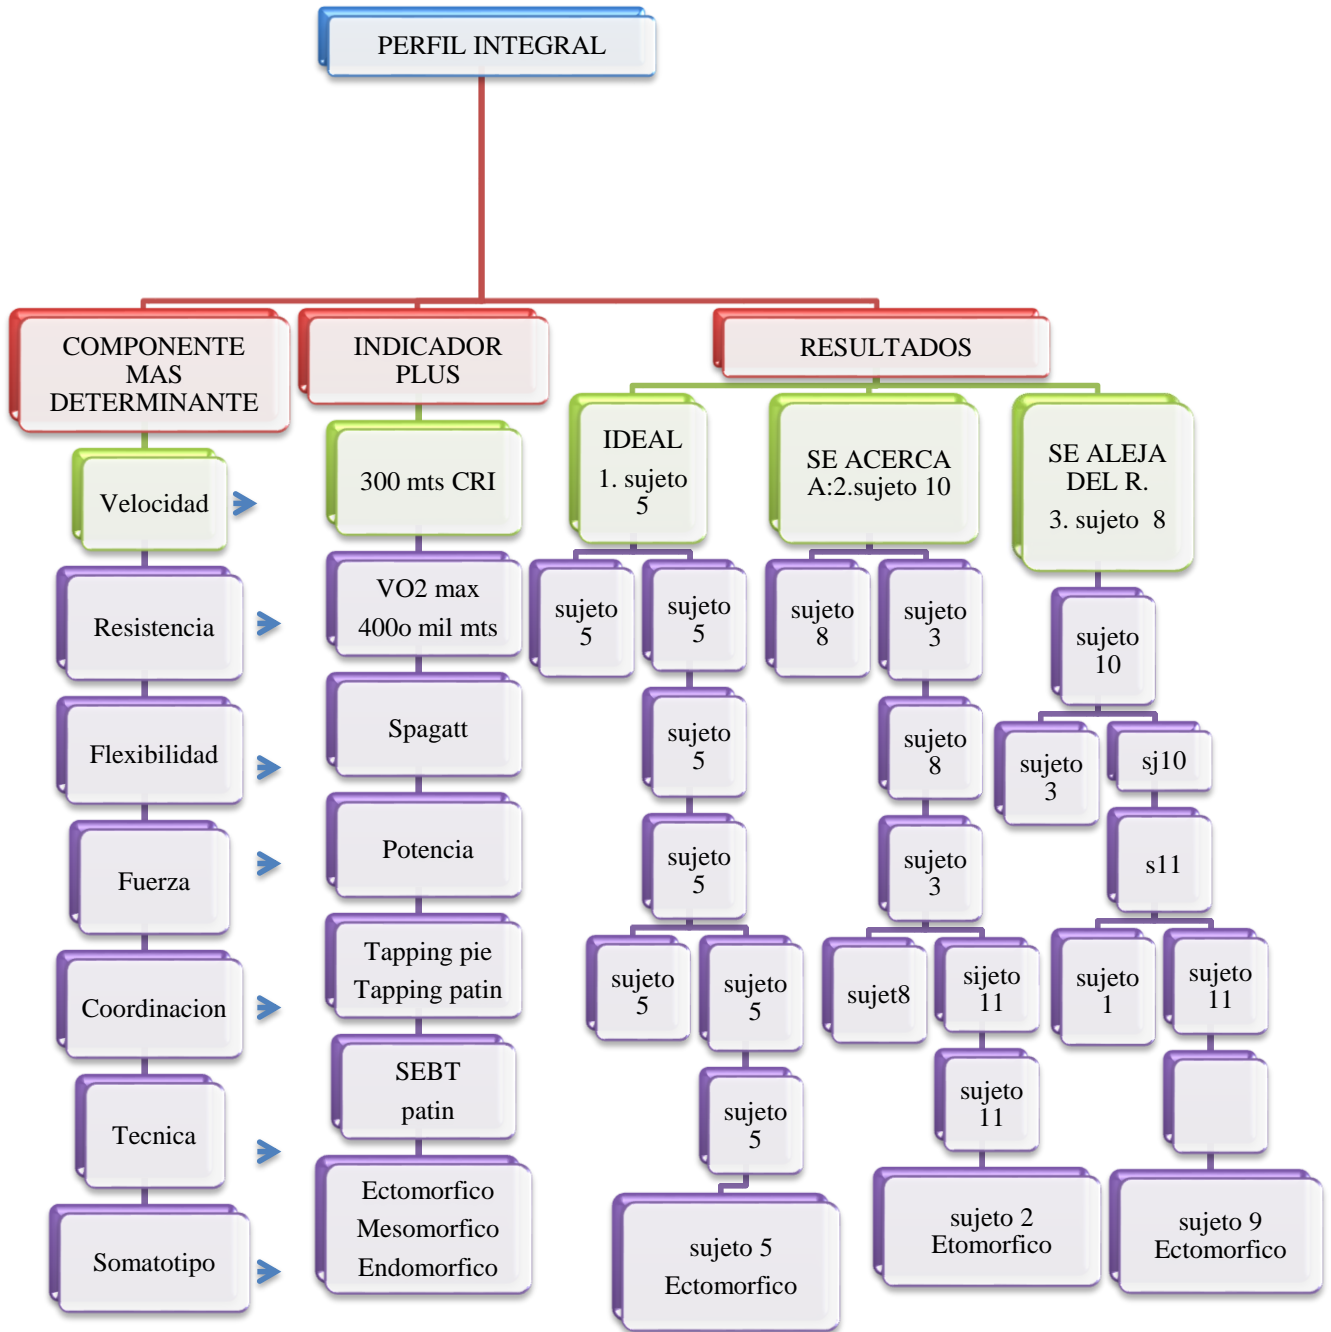 PERFIL INTEGRAL
COMPONENTE
MAS
DETERMINANTE
Velocidad
Resistencia
Flexibilidad
Fuerza
Coordinacion
Tecnica
Somatotipo
INDICADOR
PLUS
300 mts CRI
VO2 max
400o mil mts
Spagatt
Potencia
Tapping pie
Tapping patin
SEBT
patin
Ectomorfico
Mesomorfico
Endomorfico
RESULTADOS
IDEAL
1. sujeto
5
sujeto
5
sujeto
5
sujeto
5
sujeto
5
sujeto
5
sujeto
5
sujeto
5
sujeto 5
Ectomorfico
SE ACERCA
A:2.sujeto 10
sujeto
8
sujeto
3
sujeto
8
sujeto
3
sujet8
sijeto
11
sujeto
11
sujeto 2
Etomorfico
SE ALEJA
DEL R.
3. sujeto 8
sujeto
10
sujeto
3
sj10
s11
sujeto
1
sujeto
11
sujeto 9
Ectomorfico